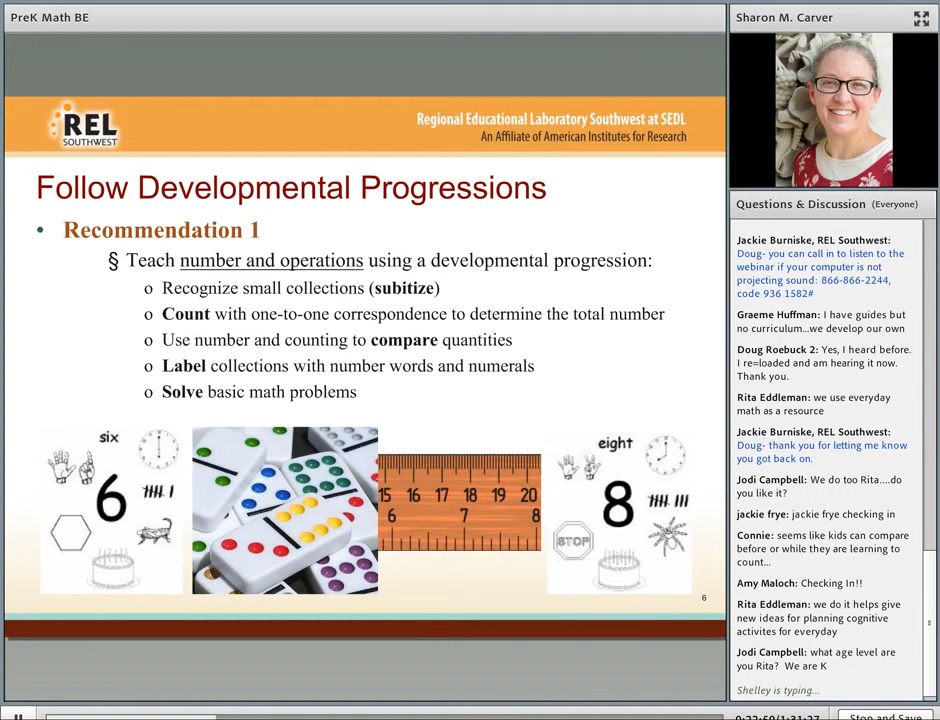 PreK Math BE
REL
SOUTHWEST
Regional Educational Laboratory Southwest at SEDL
An Affiliate of American Institutes for Research
Follow Developmental Progressions
• Recommendation 1
§ Teach number and operations using a developmental progression:
o Recognize small collections (subitize)
o Count with one-to-one correspondence to determine the total number
o Use number and counting to compare quantities
o Label collections with number words and numerals
o Solve basic math problems
six
6
15 16 17 18 19 20
6 7 8
eight
8
STOP
6
Sharon M. Carver
Questions & Discussion (Everyone)
Jackie Burniske, REL Southwest:
Doug- you can call in to listen to the
webinar if your computer is not
projecting sound: 866-866-2244,
code 936 1582#
Graeme Huffman: I have guides but
no curriculum...we develop our own
Doug Roebuck 2: Yes, I heard before.
I re=loaded and am hearing it now.
Thank you.
Rita Eddleman: we use everyday
math as a resource
Jackie Burniske, REL Southwest:
Doug- thank you for letting me know
you got back on.
Jodi Campbell: We do too Rita....do
you like it?
jackie frye: jackie frye checking in
Connie: seems like kids can compare
before or while they are learning to
count...
Amy Maloch: Checking In!!
Rita Eddleman: we do it helps give
new ideas for planning cognitive
activites for everyday
Jodi Campbell: what age level are
you Rita? We are K
Shelley is typing...
0:22:50/1:31:27
Stop and Save